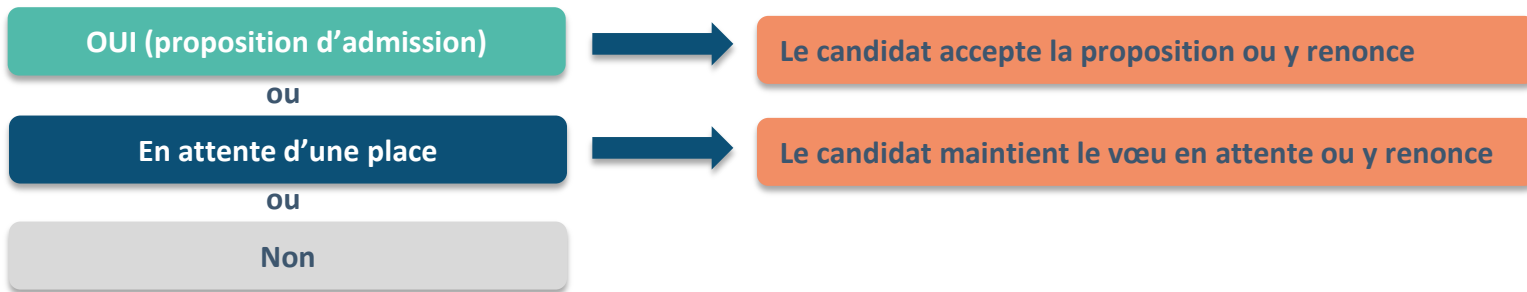 OUI (proposition d’admission)
Le candidat accepte la proposition ou y renonce
ou
En attente d’une place
Le candidat maintient le vœu en attente ou y renonce
ou
Non